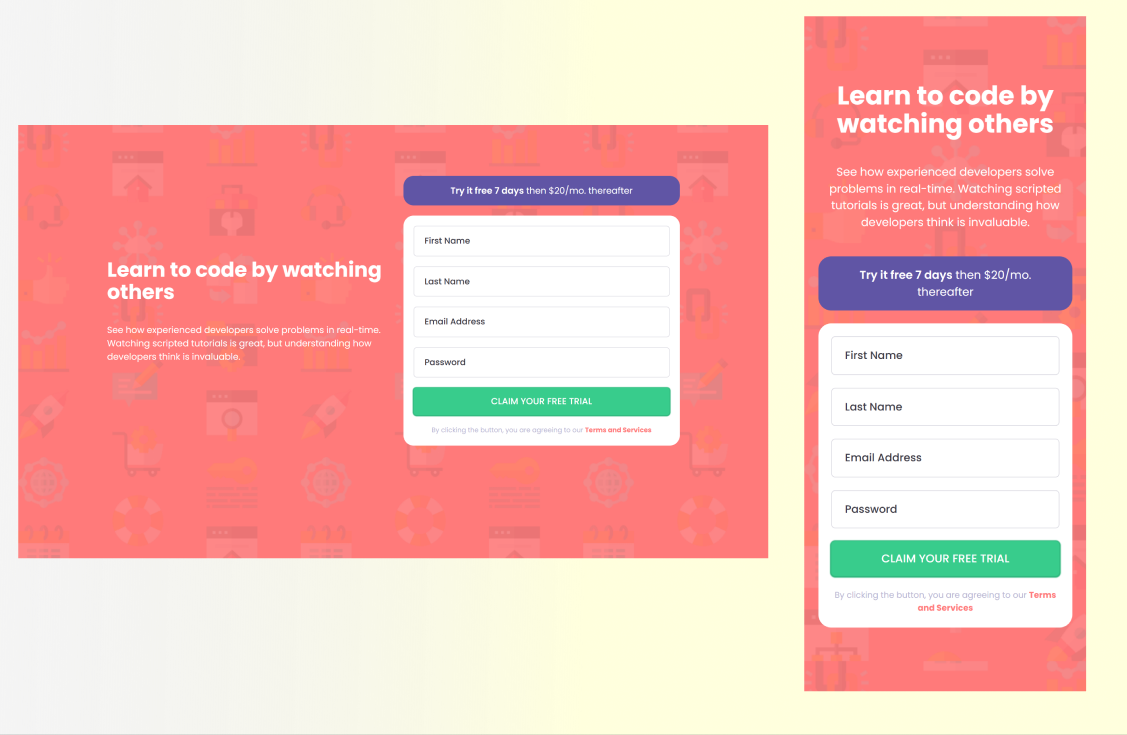 Learn to code by watching
others
See how experienced developers solve problems in real-time.
Watching scripted tutorials is great, but understanding how
developers think is invaluable.
Try it free 7 days then $20/mo. thereafter
First Name
Last Name
Email Address
Password
CLAIM YOUR FREE TRIAL
By clicking the button, you are agreeing to our Terms and Services
Learn to code by
watching others
See how experienced developers solve
problems in real-time. Watching scripted
tutorials is great, but understanding how
developers think is invaluable.
Try it free 7 days then $20/mo.
thereafter
First Name
Last Name
Email Address
Password
CLAIM YOUR FREE TRIAL
By clicking the button, you are agreeing to our Terms
and Services